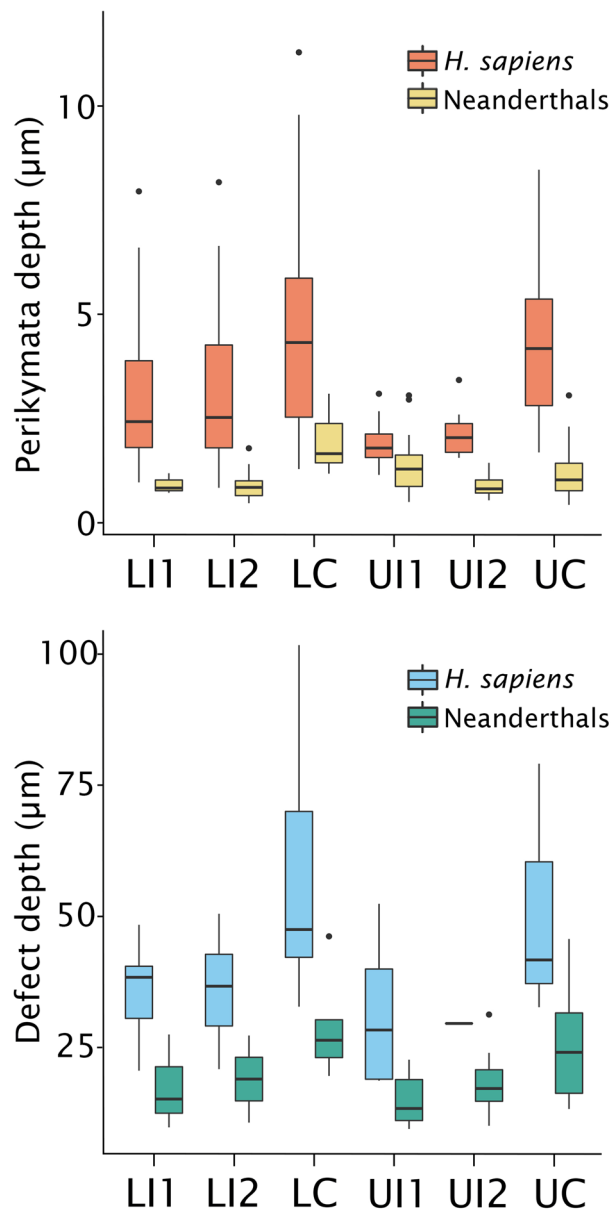 Perikymata depth (µm)
10
5
0
H. sapiens
Neanderthals
LI1 LI2 LC UI1 UI2 UC
Defect depth (µm)
100
75
50
25
H. sapiens
Neanderthals
LI1 LI2 LC UI1 UI2 UC